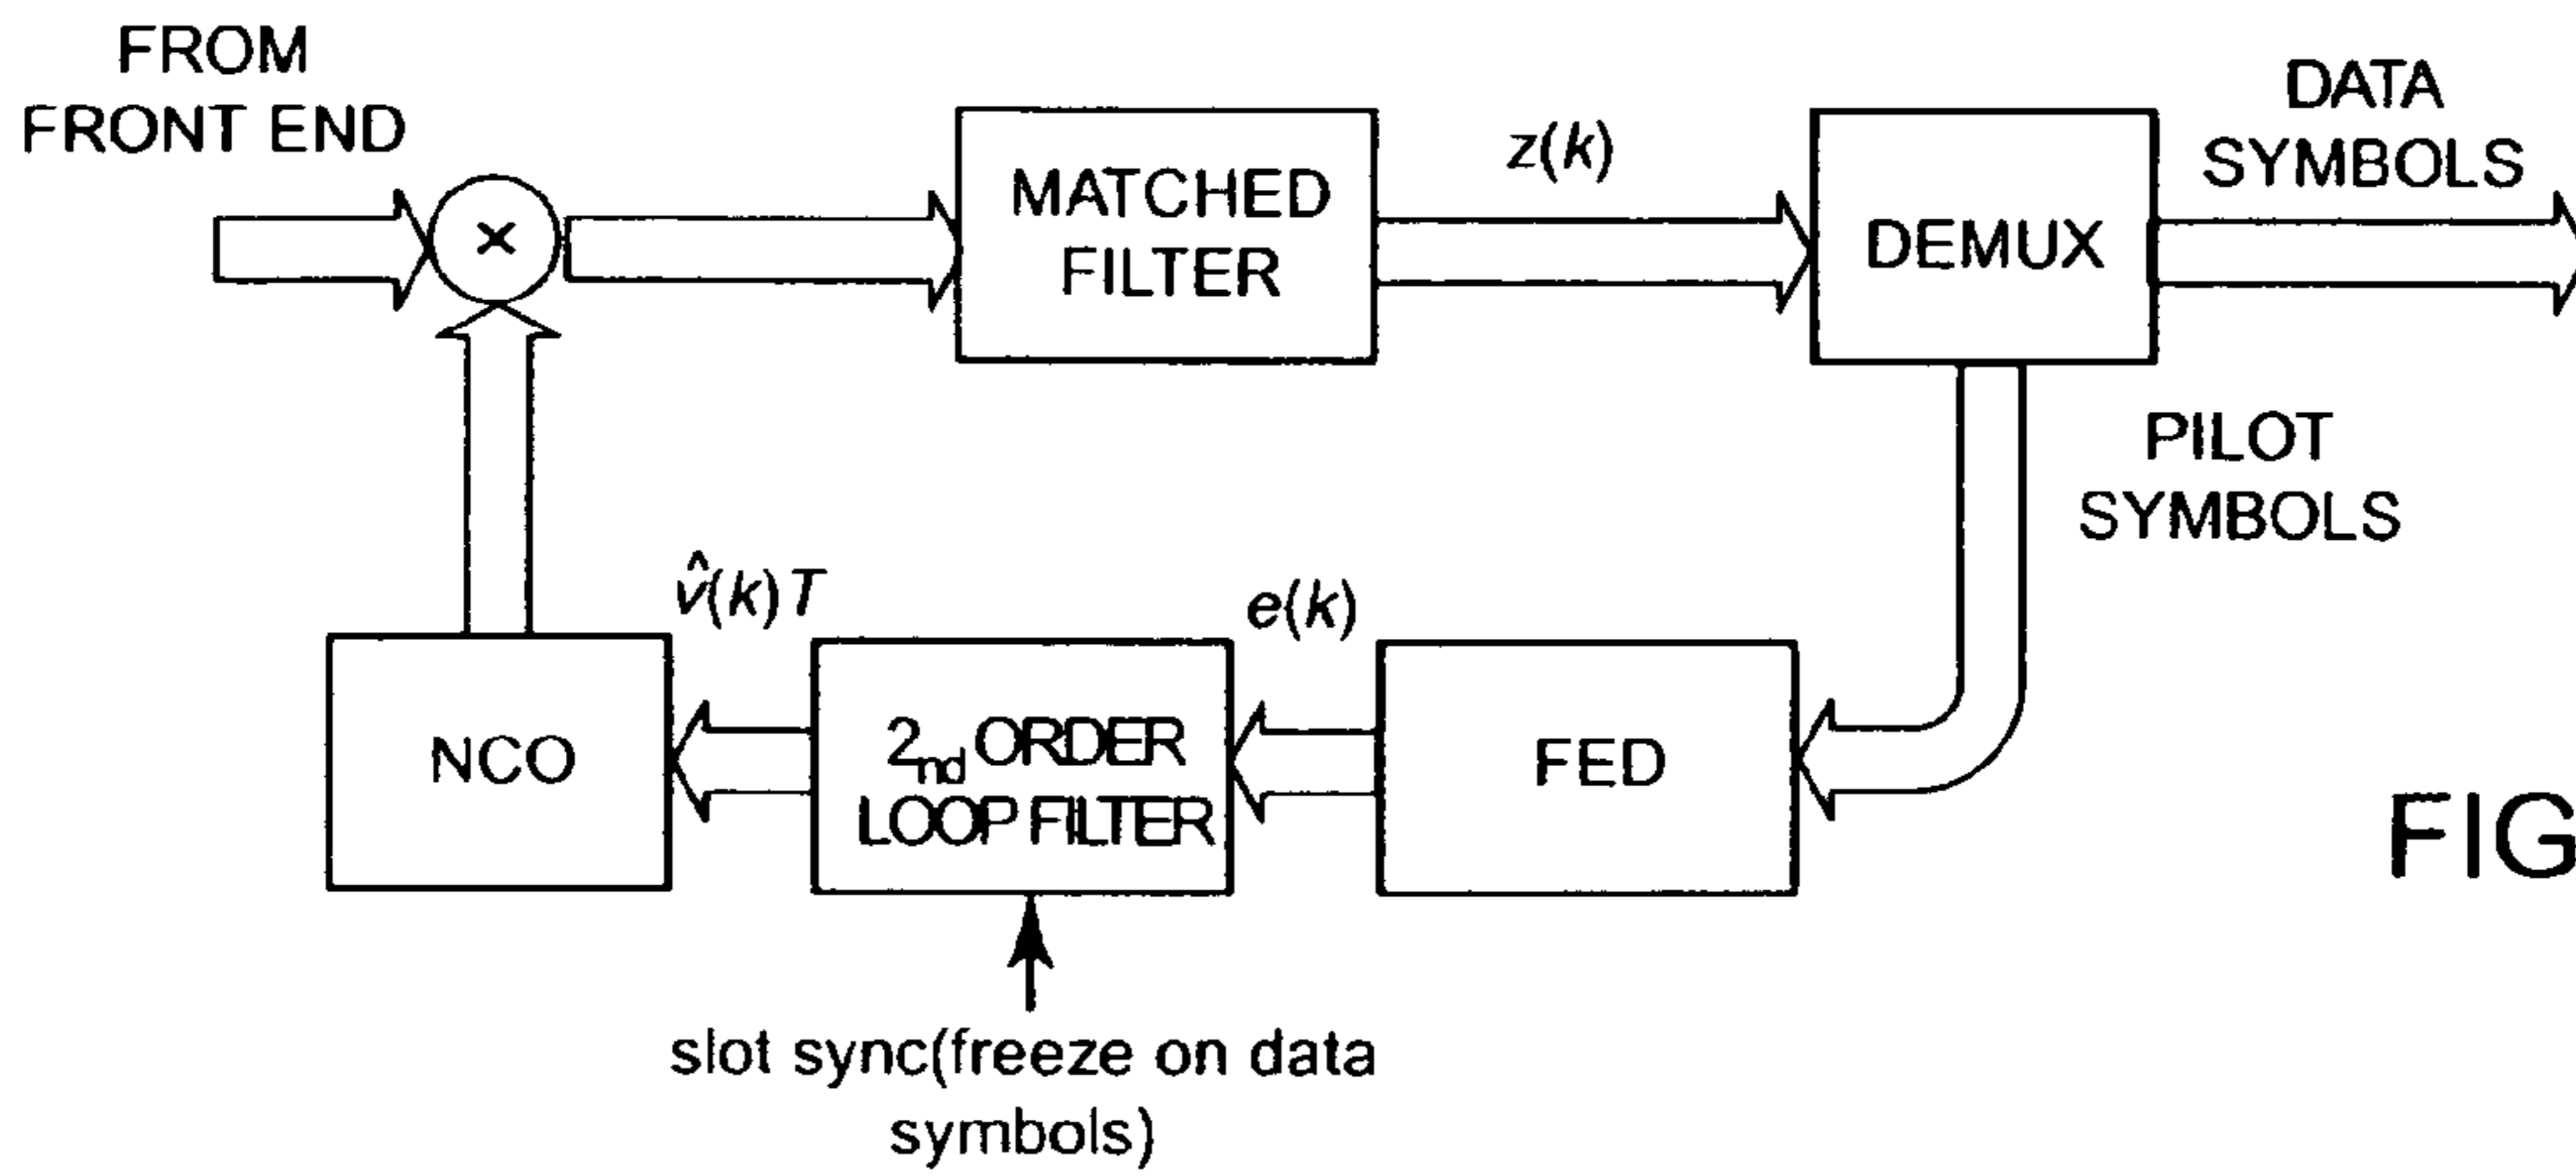 FROM
FRONT END
×
MATCHED
FILTER
z(k)
DEMUX
DATA
SYMBOLS
PILOT
SYMBOLS
NCO
v̂(k)T
2nd ORDER
LOOP FILTER
e(k)
FED
FIG
slot sync(freeze on data
symbols)